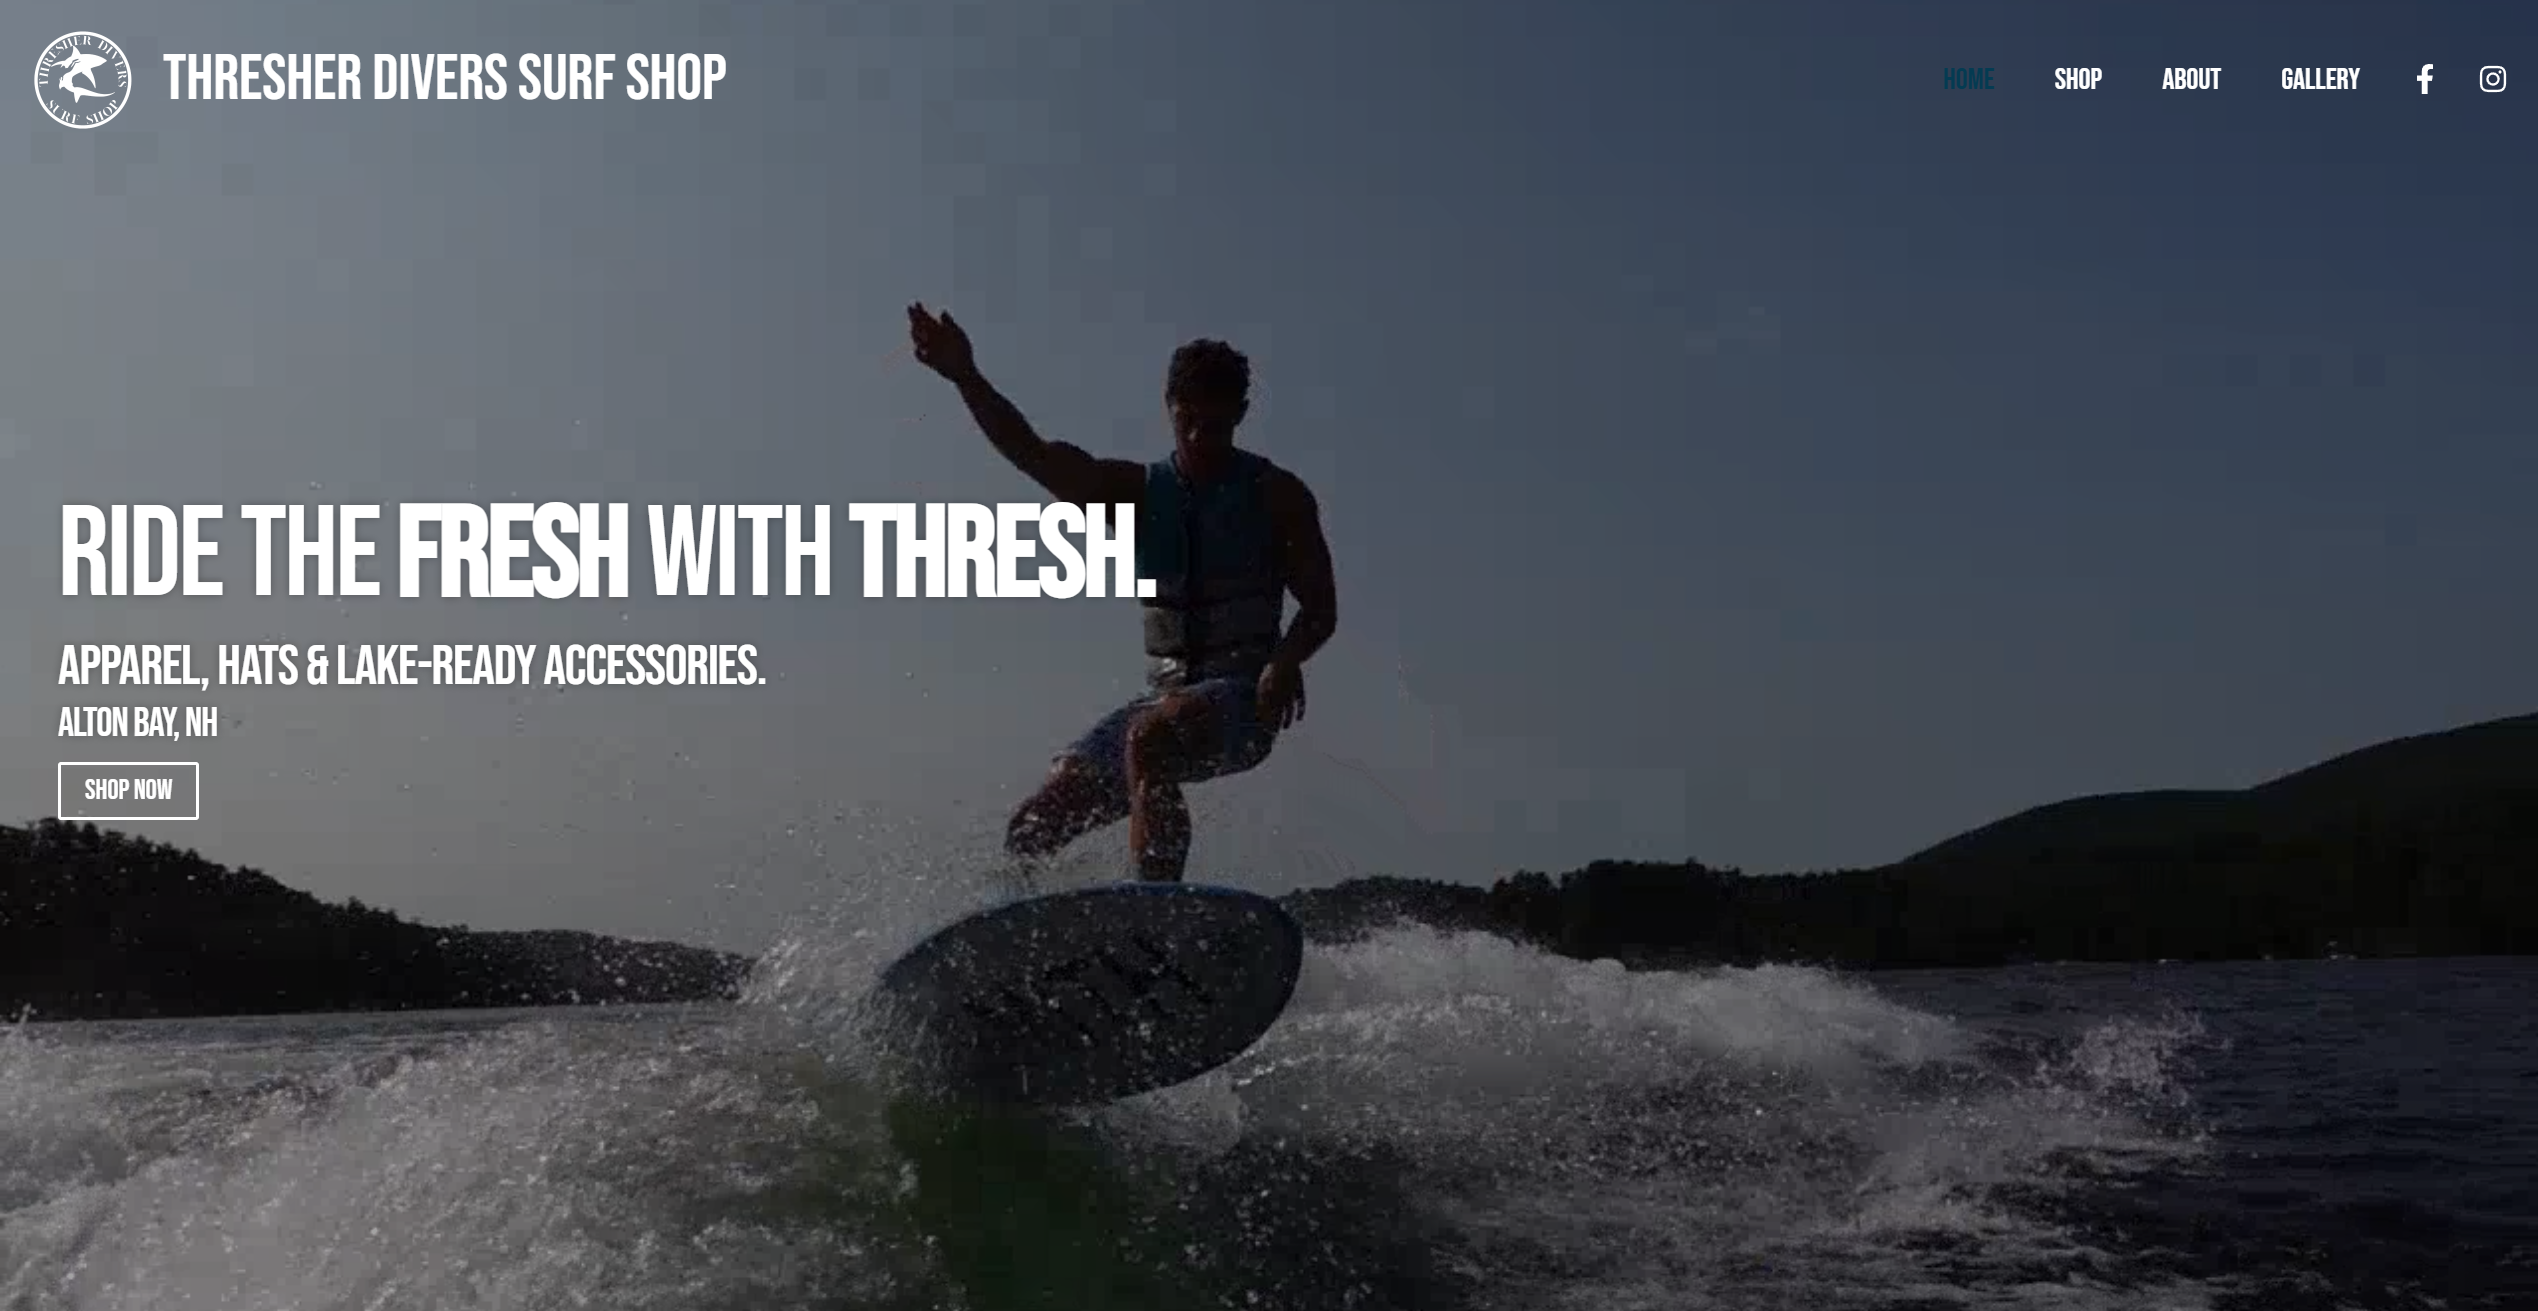 THRESHER DIVERS
SURF SHOP
THRESHER DIVERS SURF SHOP
HOME SHOP ABOUT GALLERY
RIDE THE FRESH WITH THRESH.
APPAREL, HATS & LAKE-READY ACCESSORIES.
ALTON BAY, NH
SHOP NOW